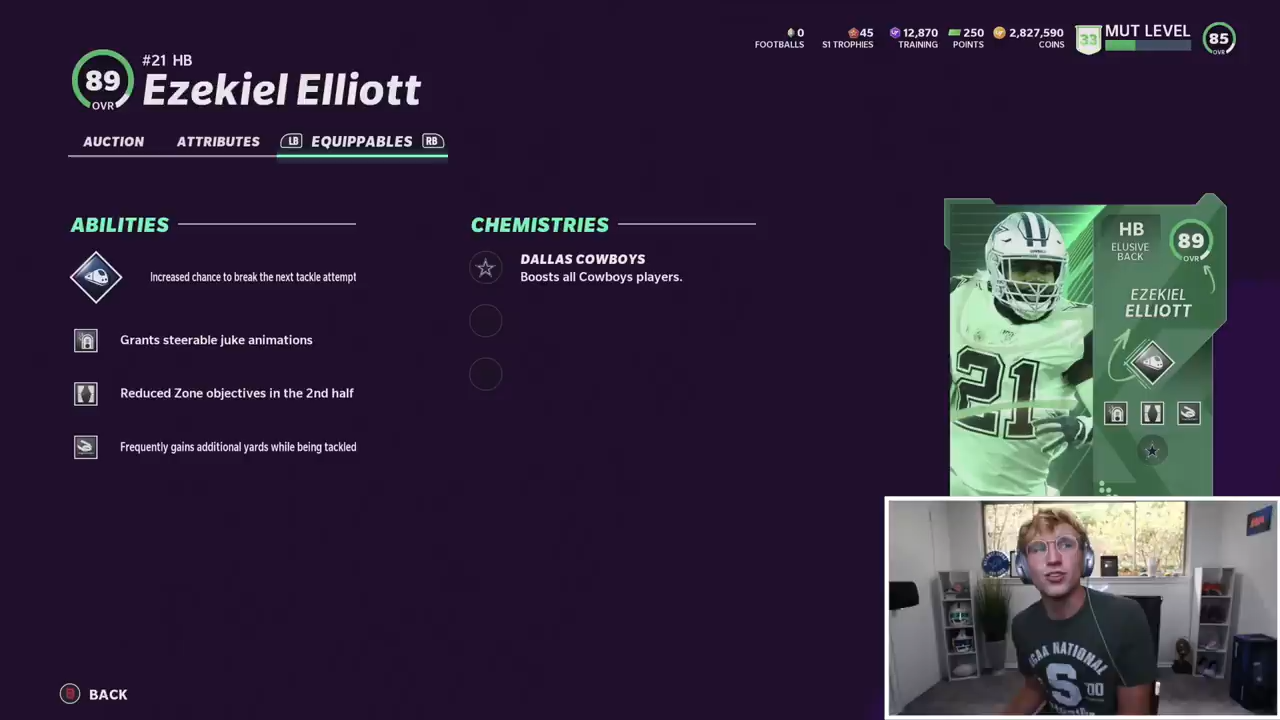 0
FOOTBALLS
45
S1 TROPHIES
12,870
TRAINING
250
POINTS
2,827,590
COINS
33
MUT LEVEL
85
OVR
89
OVR
#21 HB
Ezekiel Elliott
AUCTION
ATTRIBUTES
LB
EQUIPPABLES
RB
ABILITIES
Increased chance to break the next tackle attempt
Grants steerable juke animations
Reduced Zone objectives in the 2nd half
Frequently gains additional yards while being tackled
CHEMISTRIES
DALLAS COWBOYS
Boosts all Cowboys players.
HB
ELUSIVE
BACK
89
OVR
EZEKIEL
ELLIOTT
21
NATIONAL
S
'00
B
BACK